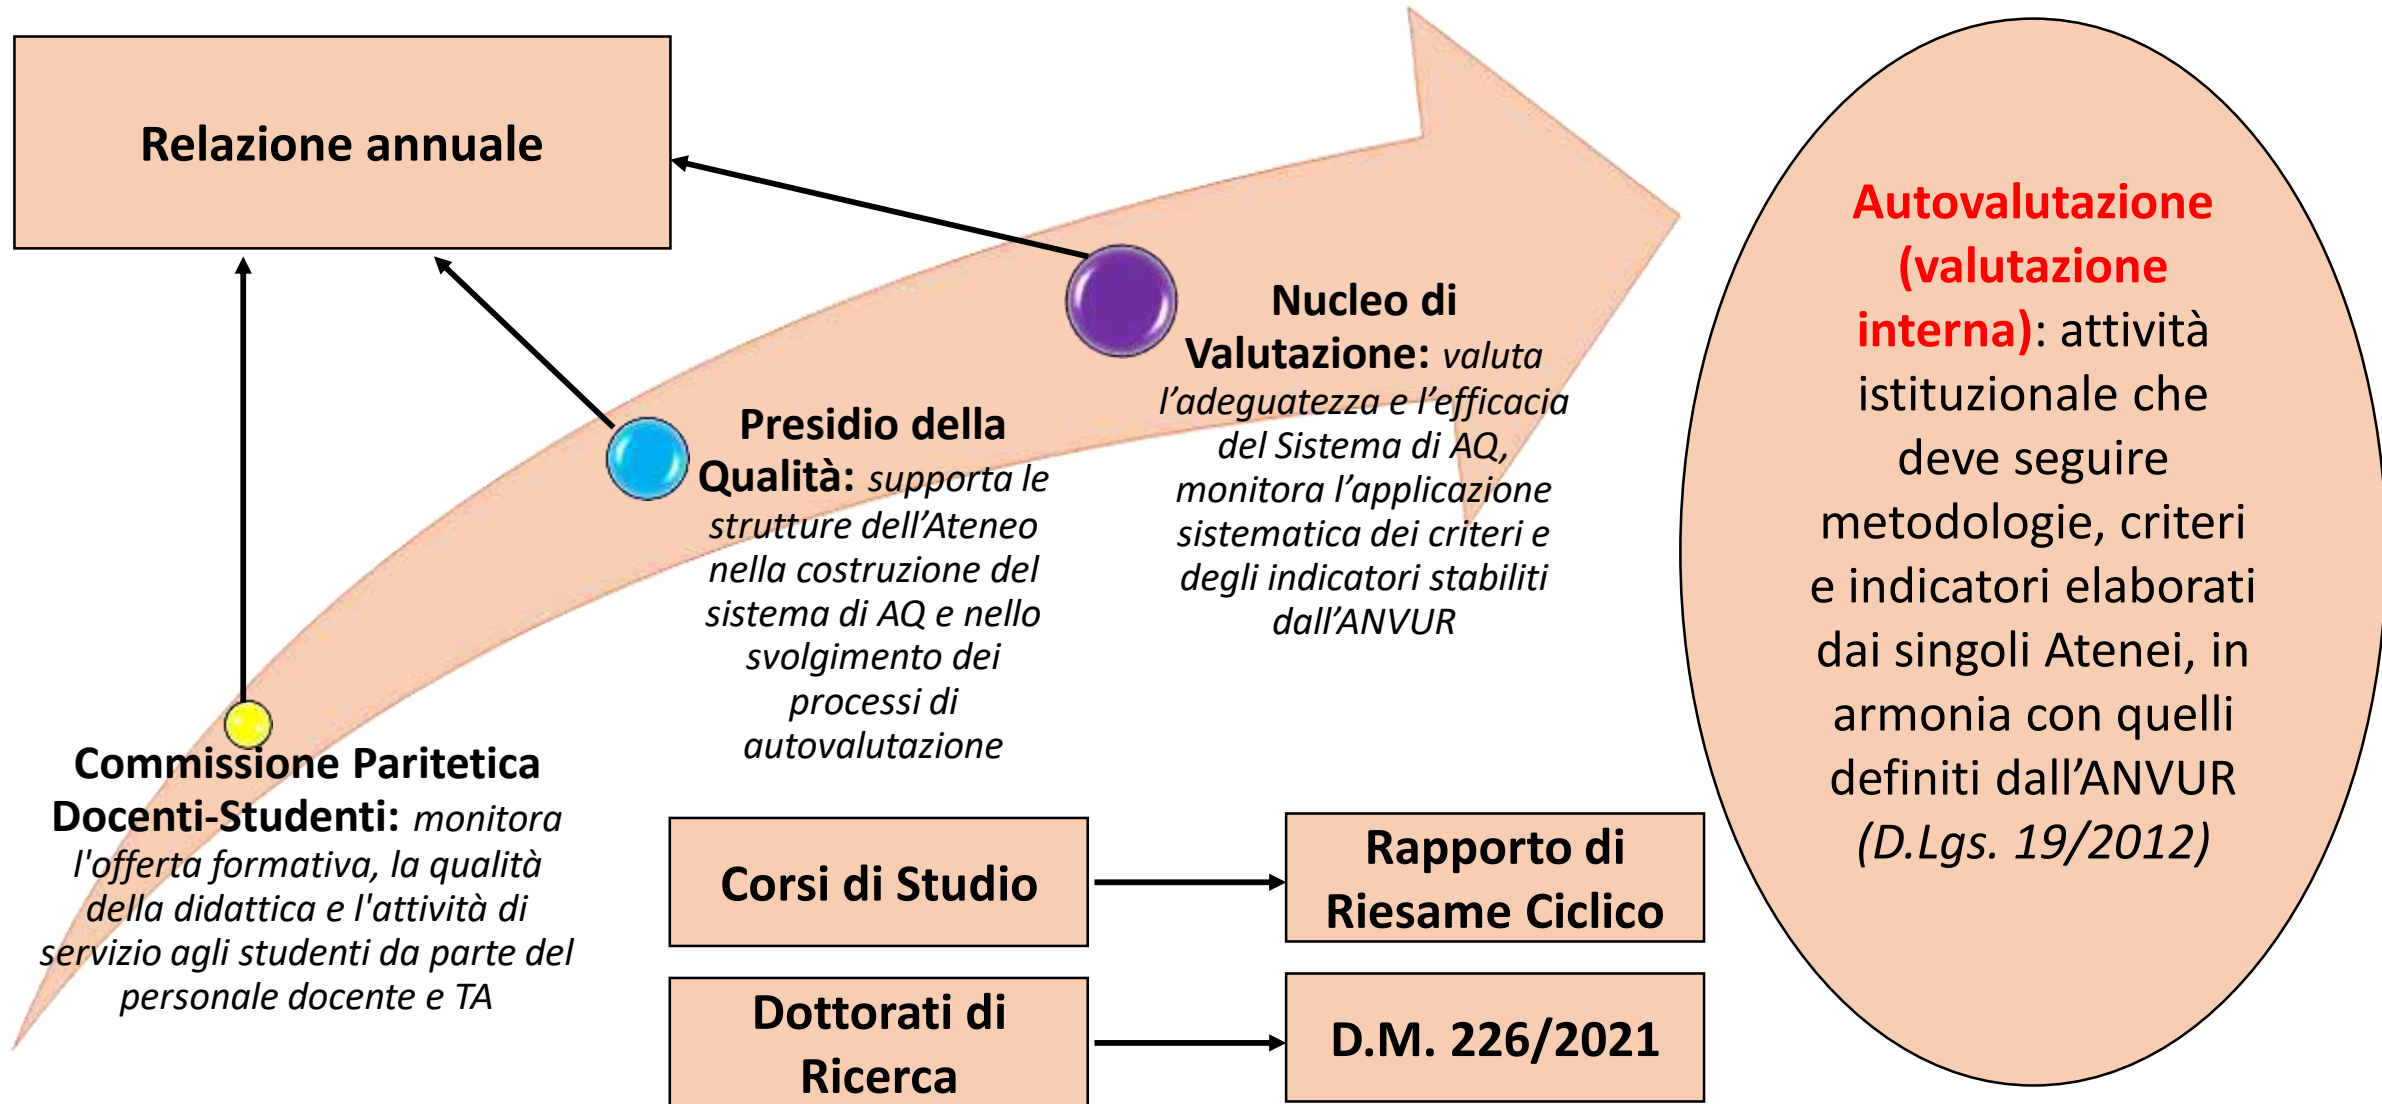 Relazione annuale
Nucleo di
Valutazione: valuta
l’adeguatezza e l’efficacia
del Sistema di AQ,
monitora l’applicazione
sistematica dei criteri e
degli indicatori stabiliti
dall’ANVUR
Presidio della
Qualità: supporta le
strutture dell’Ateneo
nella costruzione del
sistema di AQ e nello
svolgimento dei
processi di
autovalutazione
Commissione Paritetica
Docenti-Studenti: monitora
l'offerta formativa, la qualità
della didattica e l'attività di
servizio agli studenti da parte del
personale docente e TA
Corsi di Studio
Rapporto di
Riesame Ciclico
Dottorati di
Ricerca
D.M. 226/2021
Autovalutazione
(valutazione
interna): attività
istituzionale che
deve seguire
metodologie, criteri
e indicatori elaborati
dai singoli Atenei, in
armonia con quelli
definiti dall’ANVUR
(D.Lgs. 19/2012)